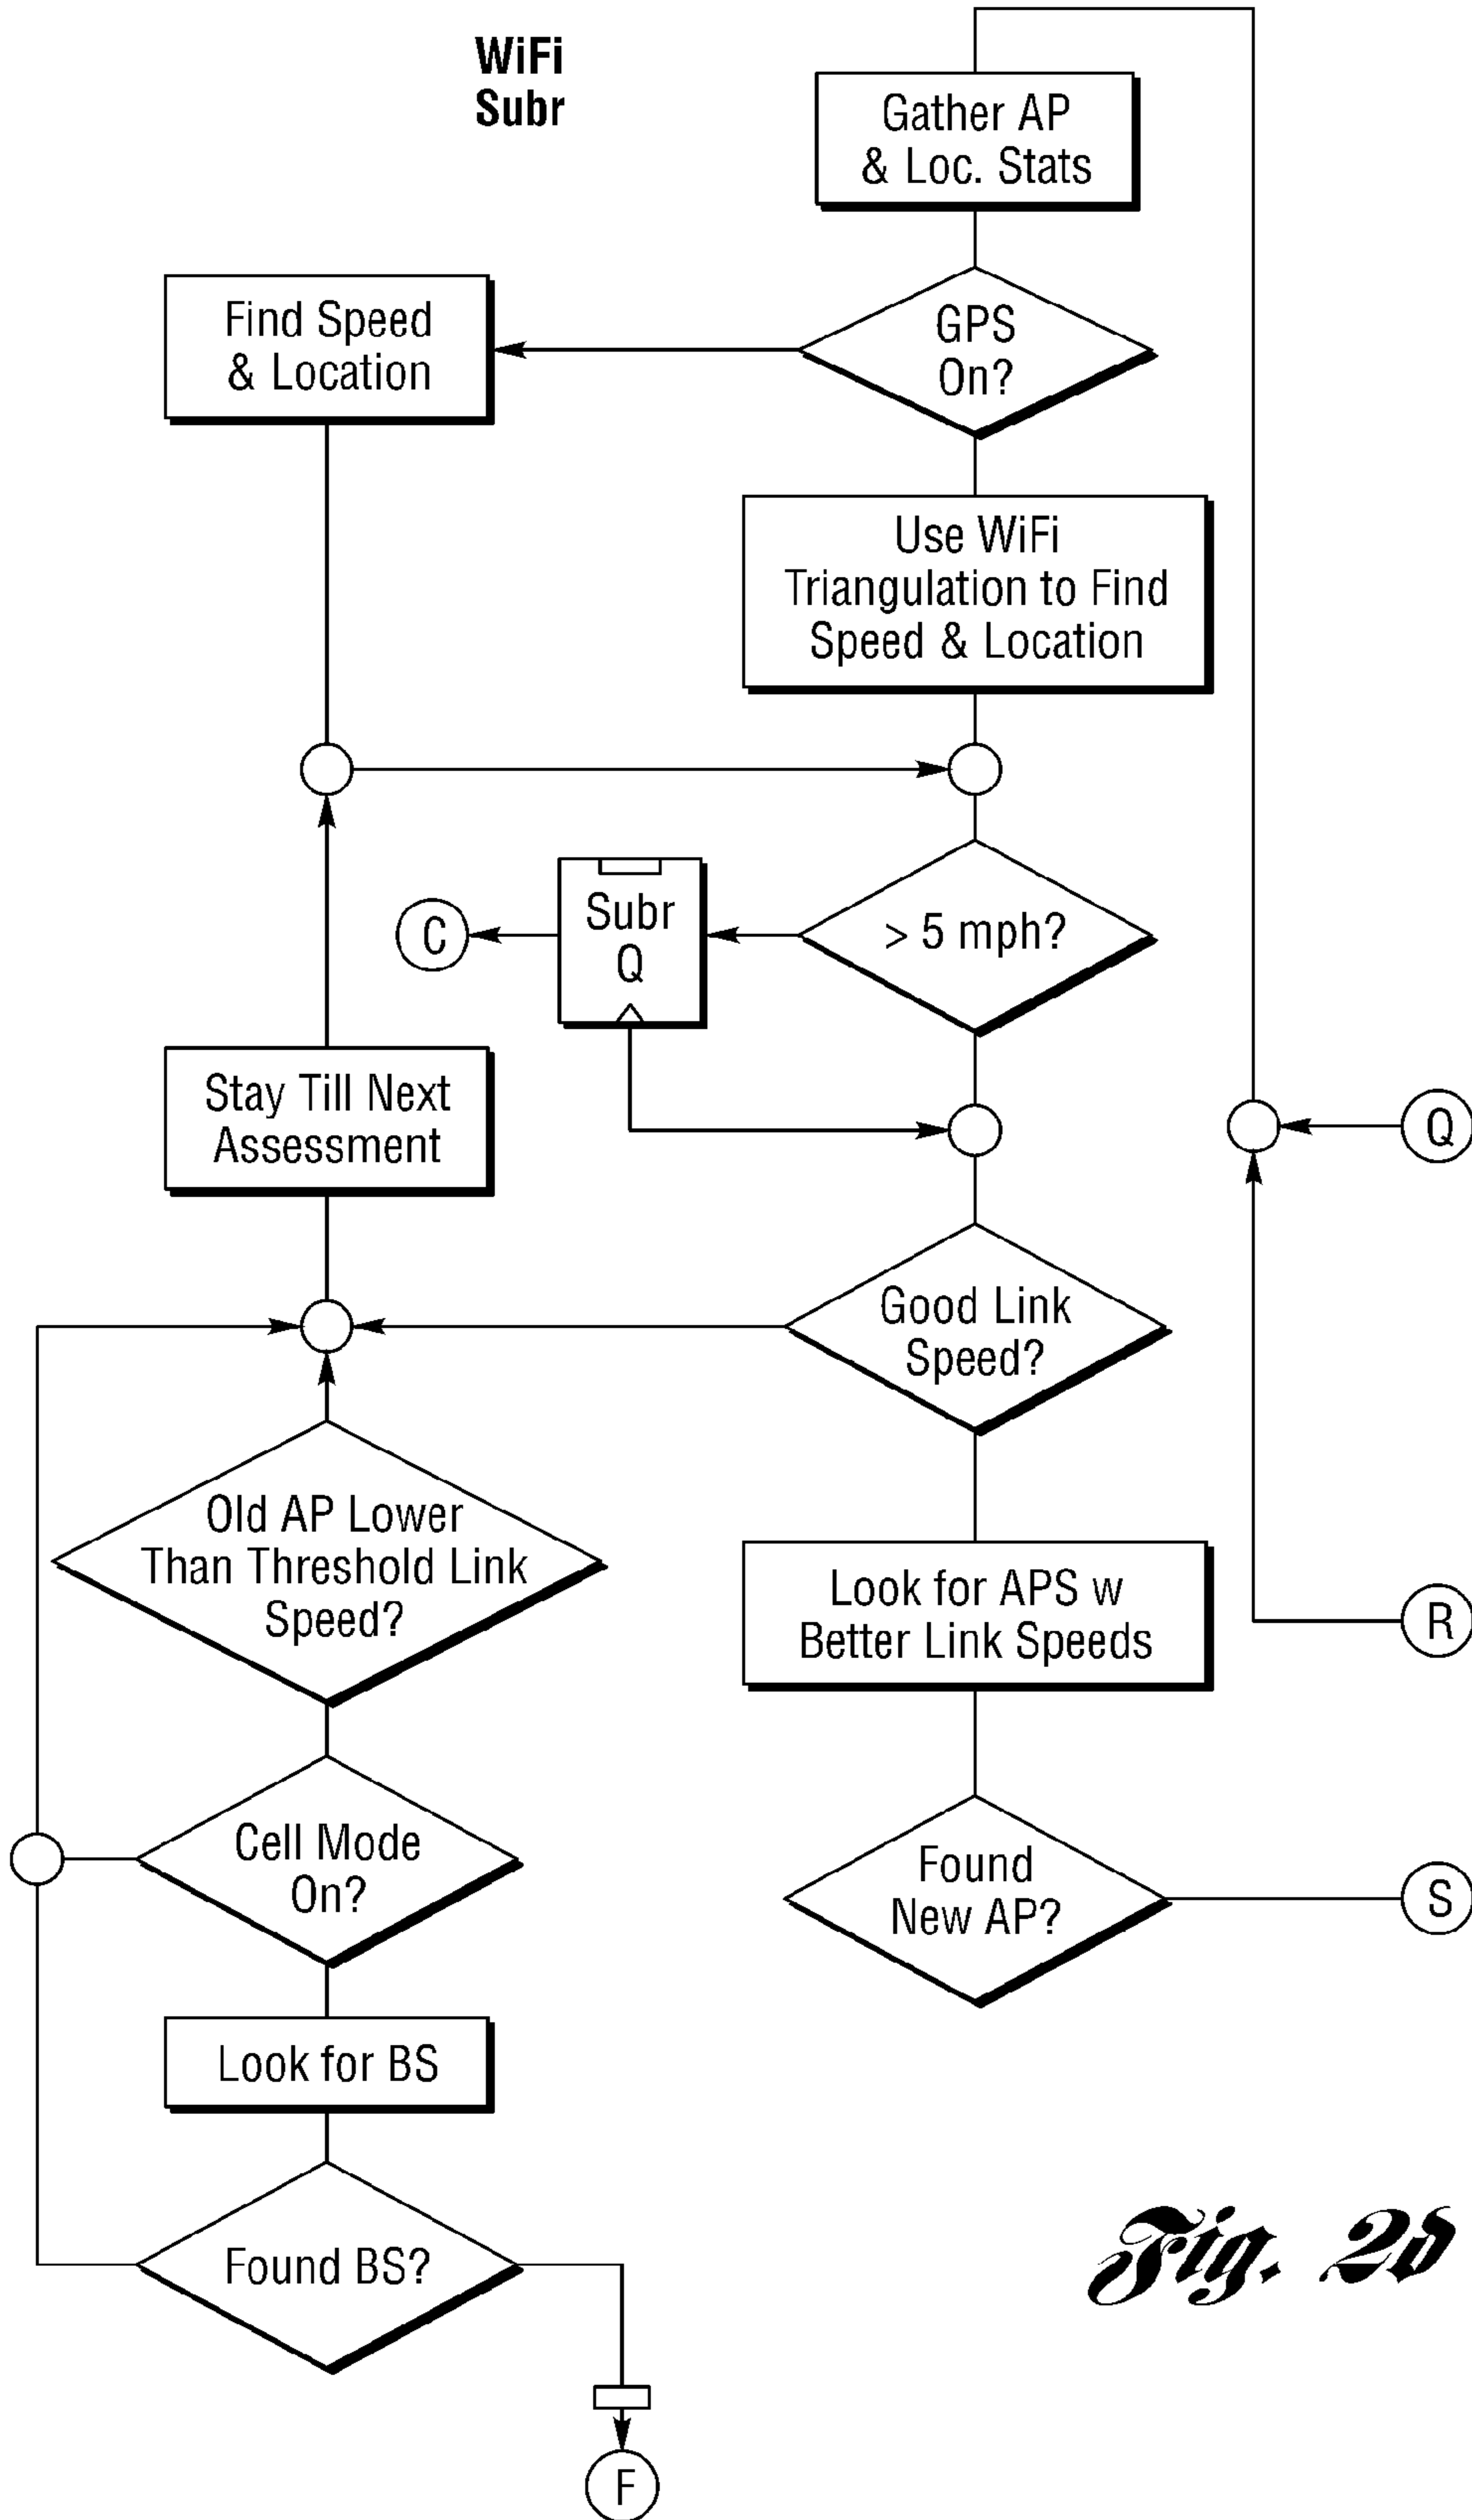 WiFi
Subr
Gather AP
& Loc. Stats
Find Speed
& Location
GPS
On?
Use WiFi
Triangulation to Find
Speed & Location
C
Subr
Q
> 5 mph?
Stay Till Next
Assessment
Q
Good Link
Speed?
Old AP Lower
Than Threshold Link
Speed?
Look for APS w
Better Link Speeds
R
Cell Mode
On?
Found
New AP?
S
Look for BS
Found BS?
F